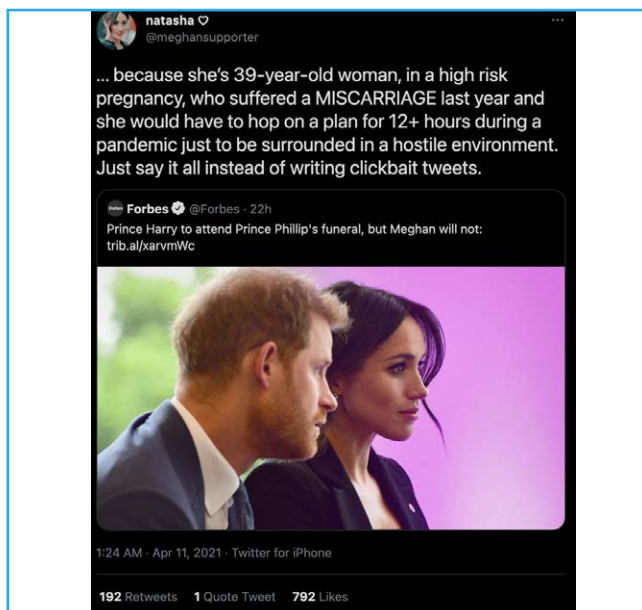 natasha ♡
@meghansupporter
... because she's 39-year-old woman, in a high risk
pregnancy, who suffered a MISCARRIAGE last year and
she would have to hop on a plan for 12+ hours during a
pandemic just to be surrounded in a hostile environment.
Just say it all instead of writing clickbait tweets.
Forbes Forbes @Forbes · 22h
Prince Harry to attend Prince Phillip's funeral, but Meghan will not:
trib.al/xarvmWc
1:24 AM · Apr 11, 2021 · Twitter for iPhone
192 Retweets 1 Quote Tweet 792 Likes